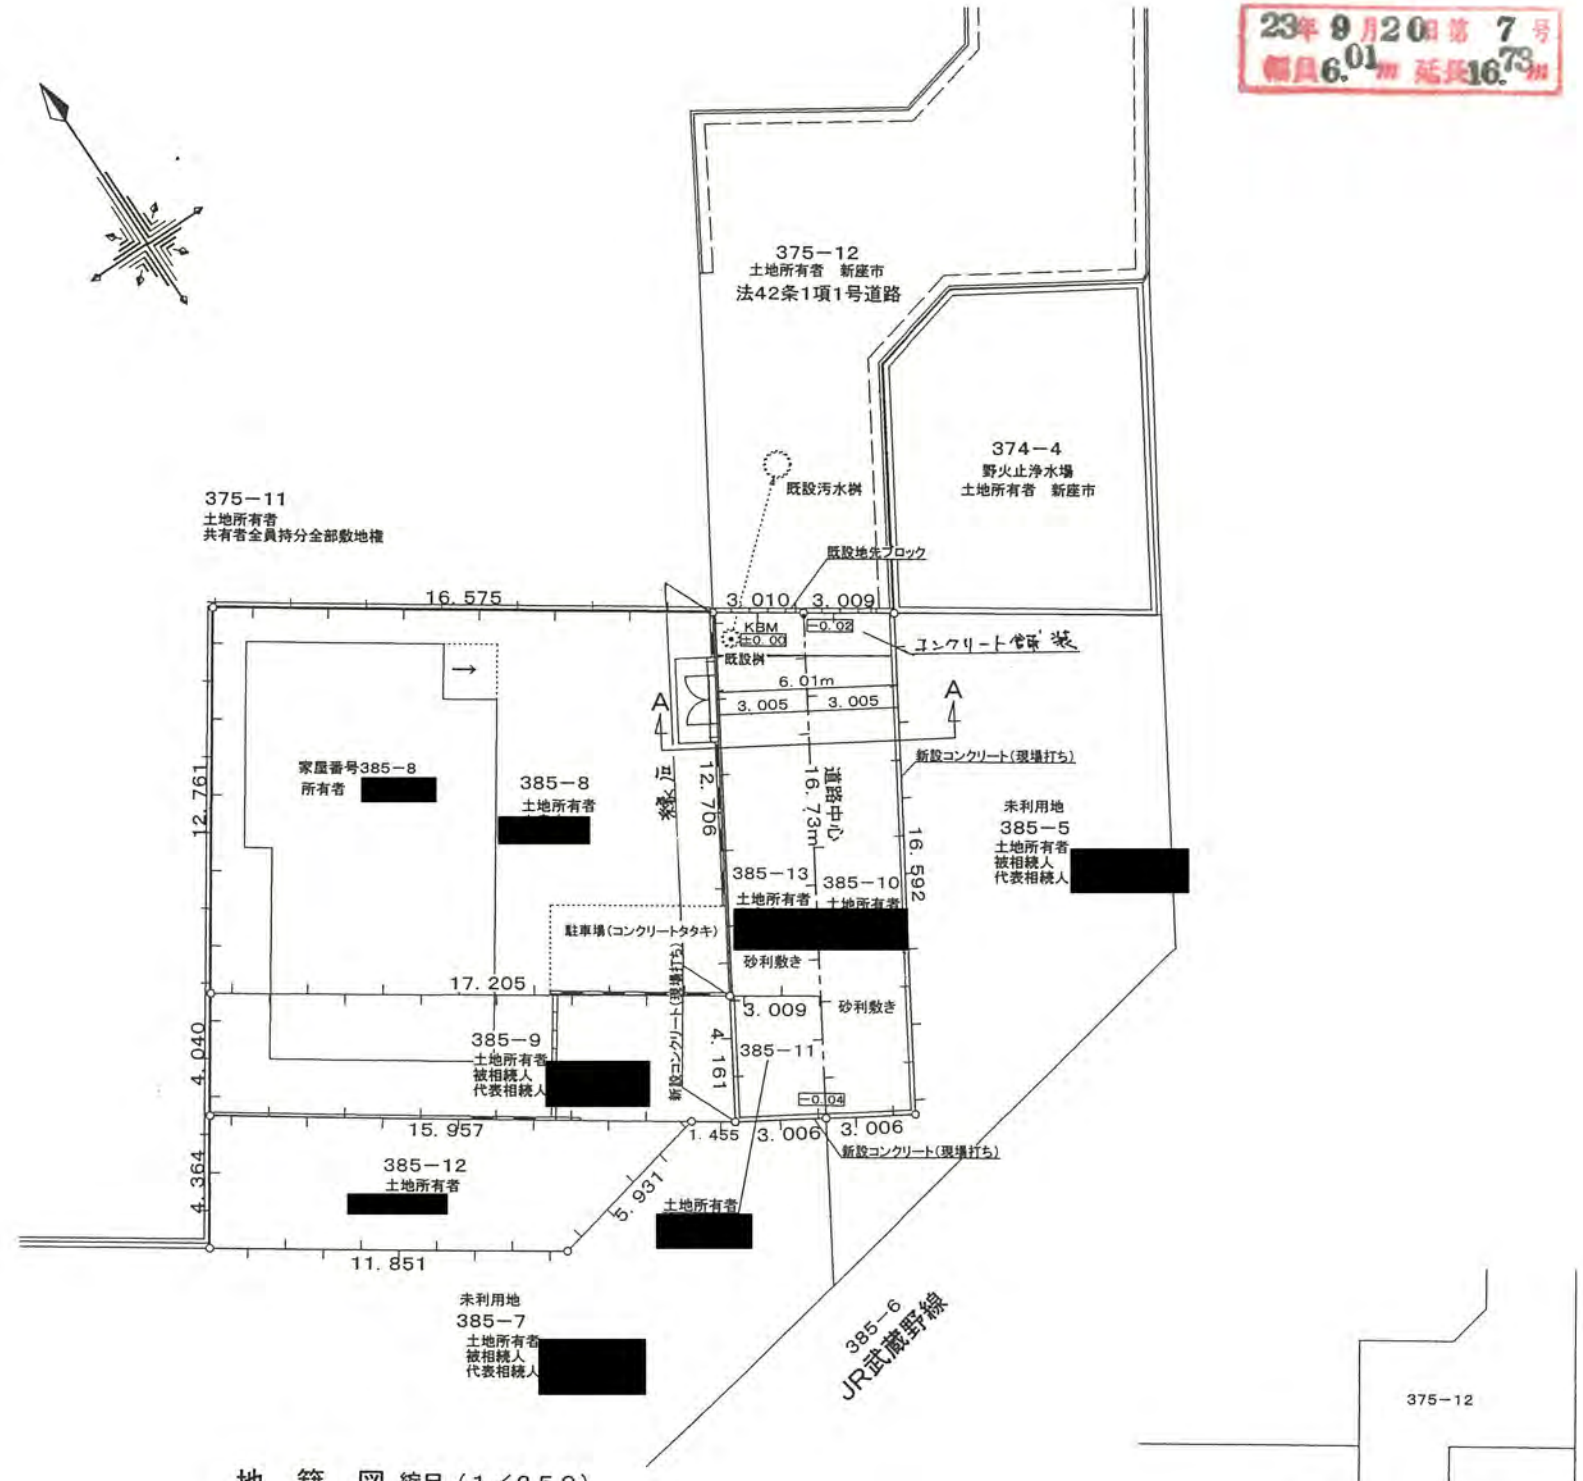 23年9月20日第7号
幅員6.01m 延長16.73m
375-12
土地所有者 新座市
法42条1項1号道路
374-4
野火止浄水場
土地所有者 新座市
既設汚水桝
375-11
土地所有者
共有者全員持分全部敷地権
既設地先ブロック
16.575
3.010
3.009
KBM
±0.00
-0.02
コンクリート舗装
既設桝
6.01m
3.005
3.005
A
A
新設コンクリート(現場打ち)
家屋番号385-8
所有者
385-8
土地所有者
12.761
緑石
12.706
道路中心
16.73m
16.592
未利用地
385-5
土地所有者
被相続人
代表相続人
385-13
土地所有者
385-10
土地所有者
駐車場(コンクリートタタキ)
砂利敷き
砂利敷き
17.205
3.009
新設コンクリート(現場打ち)
4.040
385-9
土地所有者
被相続人
代表相続人
4.161
385-11
-0.04
15.957
1.455
3.006
3.006
新設コンクリート(現場打ち)
385-12
土地所有者
4.364
5.931
土地所有者
11.851
未利用地
385-7
土地所有者
被相続人
代表相続人
385-6
JR武蔵野線
375-12
地籍図 縮尺(1/250)